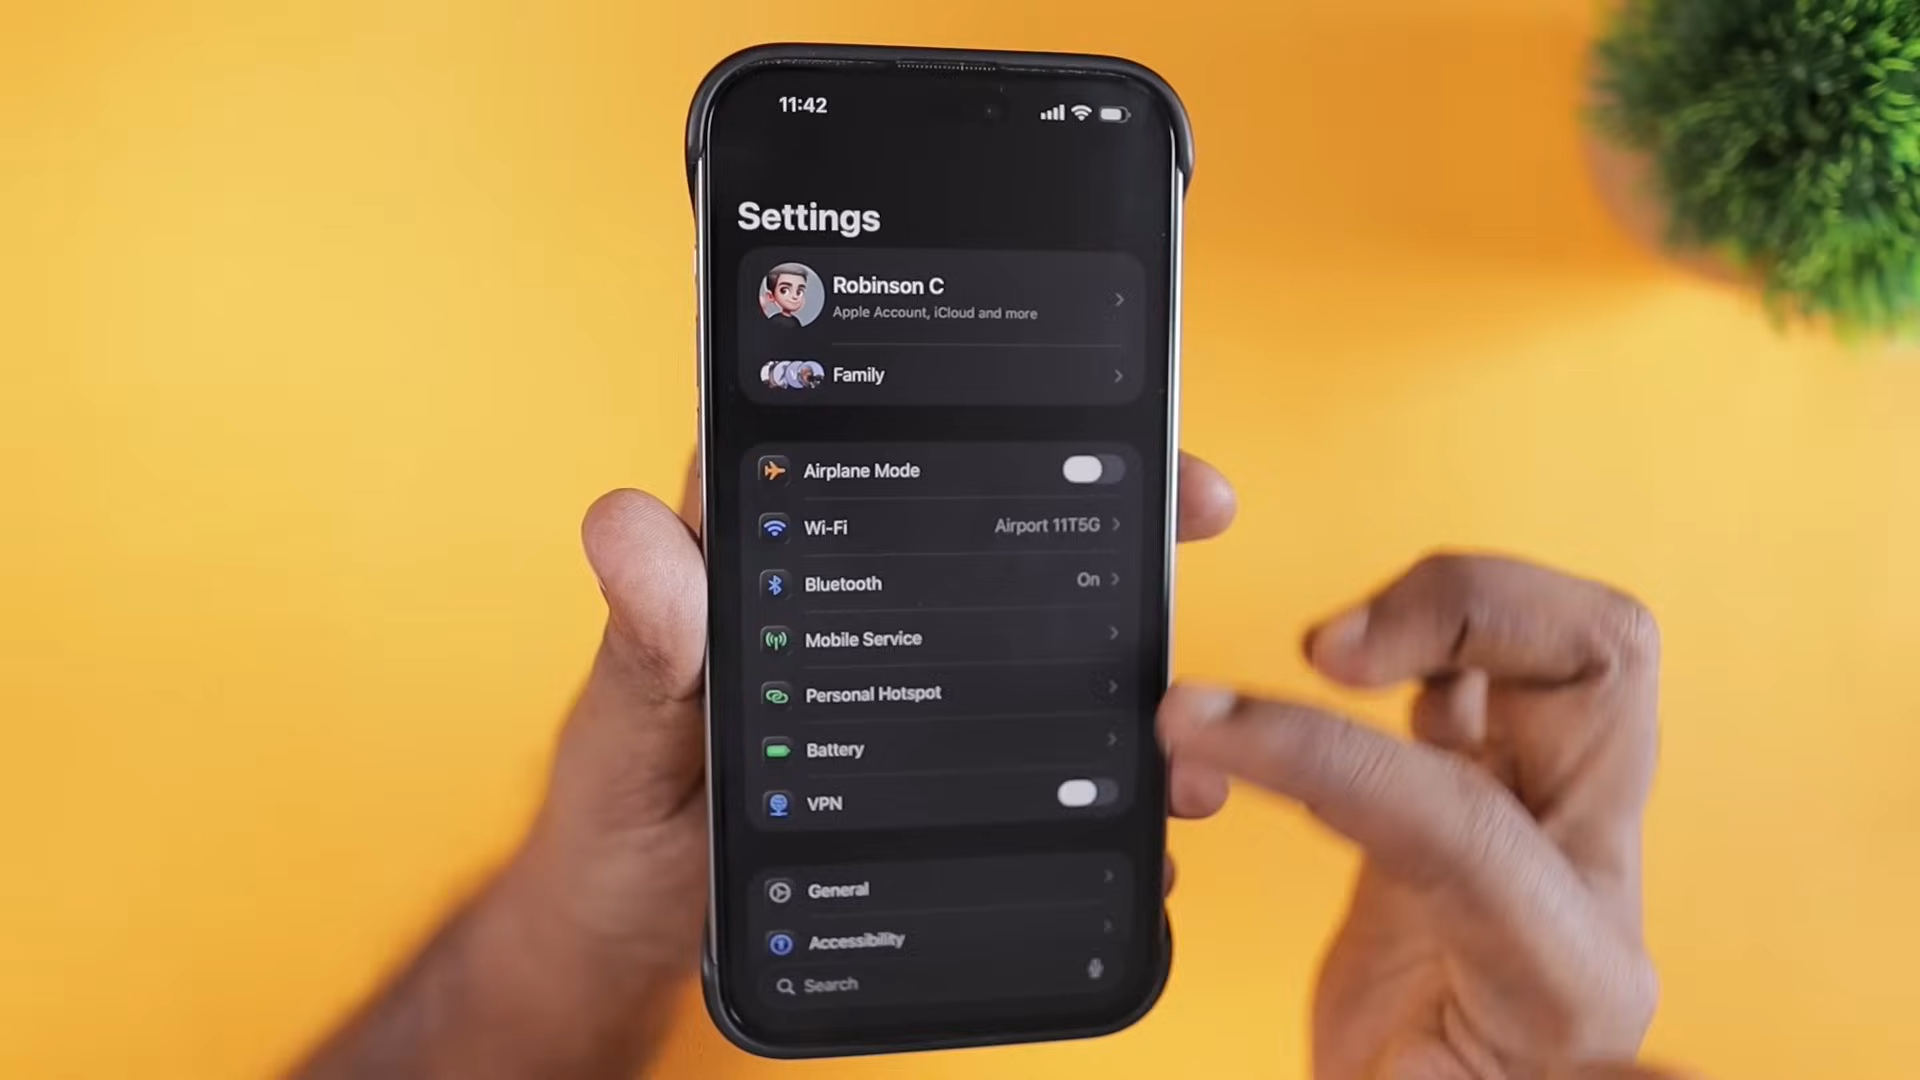 11:42
Settings
Robinson C
Apple Account, iCloud and more
Family
Airplane Mode
Wi-Fi Airport 11T5G
Bluetooth On
Mobile Service
Personal Hotspot
Battery
VPN
General
Accessibility
Search